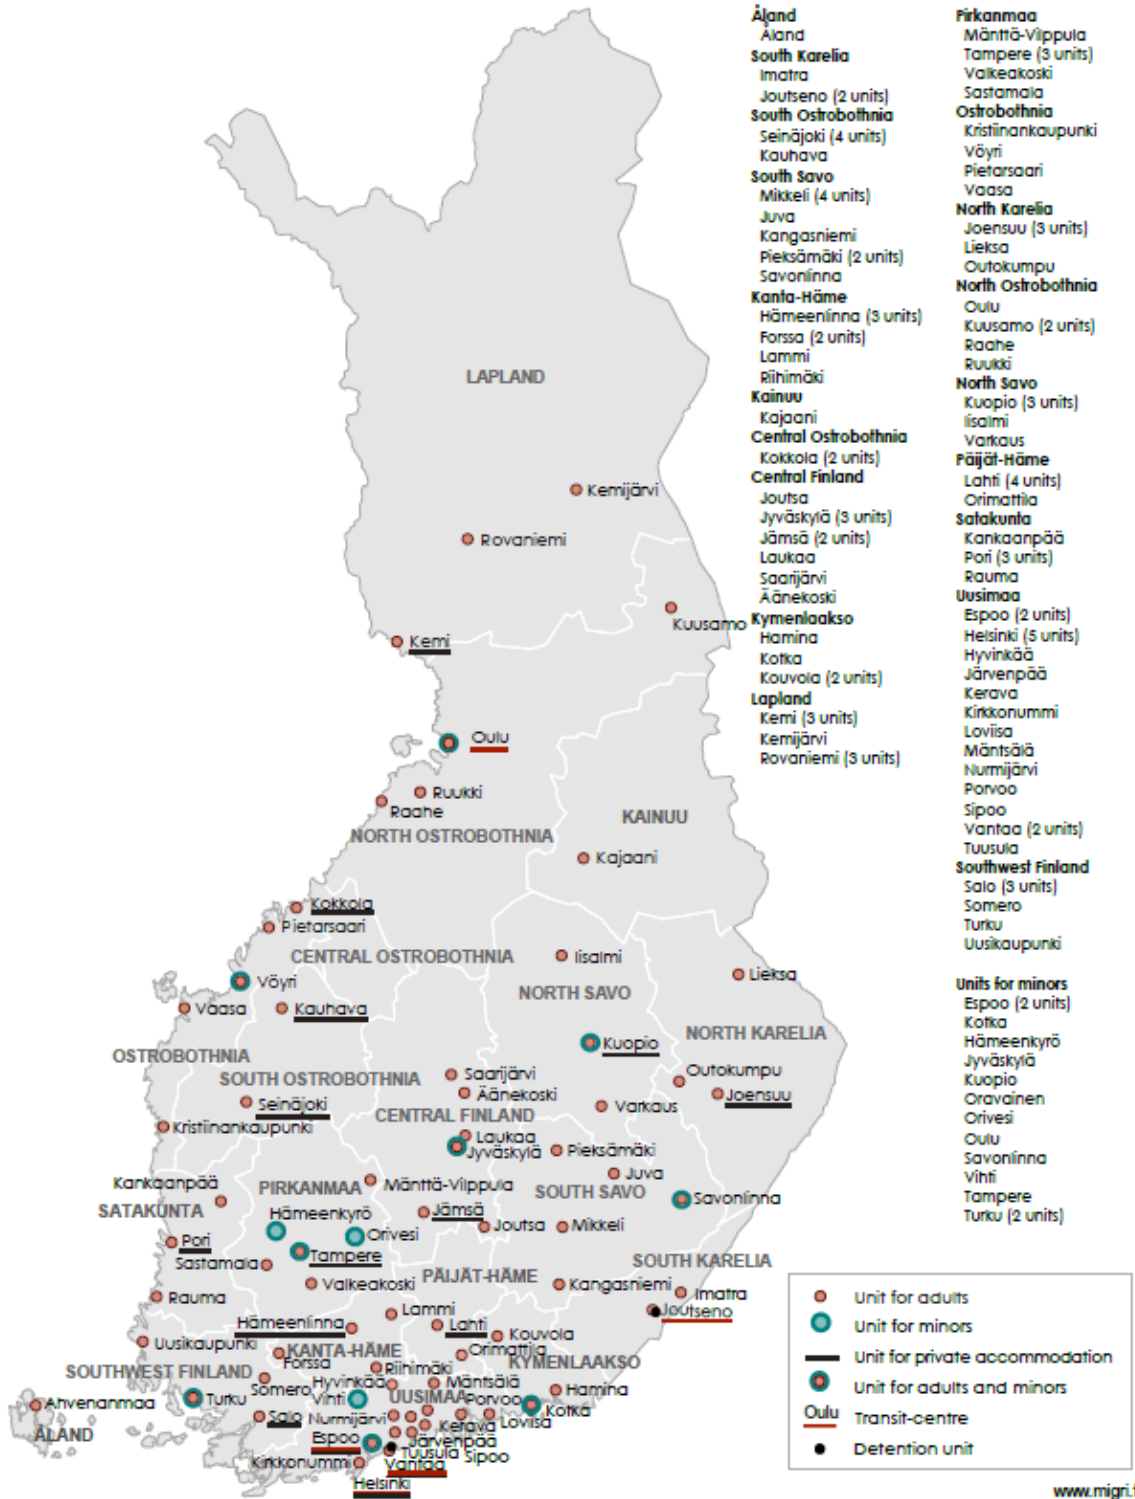 Åland
Åland
South Karelia
Imatra
Joutseno (2 units)
South Ostrobothnia
Seinäjoki (4 units)
Kauhava
South Savo
Mikkeli (4 units)
Juva
Kangasniemi
Pieksämäki (2 units)
Savonlinna
Kanta-Häme
Hämeenlinna (3 units)
Forssa (2 units)
Lammi
Riihimäki
Kainuu
Kajaani
Central Ostrobothnia
Kokkola (2 units)
Central Finland
Joutsa
Jyväskylä (3 units)
Jämsä (2 units)
Laukaa
Saarijärvi
Äänekoski
Kymenlaakso
Hamina
Kotka
Kouvola (2 units)
Lapland
Kemi (3 units)
Kemijärvi
Rovaniemi (3 units)
Pirkanmaa
Mänttä-Vilppula
Tampere (3 units)
Valkeakoski
Sastamala
Ostrobothnia
Kristiinankaupunki
Vöyri
Pietarsaari
Vaasa
North Karelia
Joensuu (3 units)
Lieksa
Outokumpu
North Ostrobothnia
Oulu
Kuusamo (2 units)
Raahe
Ruukki
North Savo
Kuopio (3 units)
Iisalmi
Varkaus
Päijät-Häme
Lahti (4 units)
Orimattila
Satakunta
Kankaanpää
Pori (3 units)
Rauma
Uusimaa
Espoo (2 units)
Helsinki (5 units)
Hyvinkää
Järvenpää
Kerava
Kirkkonummi
Loviisa
Mäntsälä
Nurmijärvi
Porvoo
Sipoo
Vantaa (2 units)
Tuusula
Southwest Finland
Salo (3 units)
Somero
Turku
Uusikaupunki
Units for minors
Espoo (2 units)
Kotka
Hämeenkyrö
Jyväskylä
Kuopio
Oravainen
Orivesi
Oulu
Savonlinna
Vihti
Tampere
Turku (2 units)
LAPLAND
Kemijärvi
Rovaniemi
Kuusamo
Kemi
Oulu
Ruukki
Raahe
NORTH OSTROBOTHNIA
KAINUU
Kajaani
Kokkola
Pietarsaari
CENTRAL OSTROBOTHNIA
Iisalmi
Lieksa
Vöyri
NORTH SAVO
Vaasa
Kauhava
NORTH KARELIA
Kuopio
OSTROBOTHNIA
SOUTH OSTROBOTHNIA
Saarijärvi
Outokumpu
Äänekoski
Joensuu
Seinäjoki
CENTRAL FINLAND
Varkaus
Kristiinankaupunki
Laukaa
Jyväskylä
Pieksämäki
Juva
Kankaanpää
PIRKANMAA
Mänttä-Vilppula
SOUTH SAVO
Savonlinna
SATAKUNTA
Hämeenkyrö
Jämsä
Joutsa
Mikkeli
Orivesi
Pori
Tampere
Sastamala
SOUTH KARELIA
Valkeakoski
PÄIJÄT-HÄME
Kangasniemi
Imatra
Rauma
Lammi
Joutseno
Hämeenlinna
Lahti
Kouvola
Uusikaupunki
KANTA-HÄME
Orimattila
Forssa
KYMENLAAKSO
SOUTHWEST FINLAND
Riihimäki
Somero
Hyvinkää
Mäntsälä
Hamina
Ahvenanmaa
Turku
Vihti
UUSIMAA
Porvoo
Kotka
ÅLAND
Salo
Nurmijärvi
Kerava
Loviisa
Espoo
Järvenpää
Tuusula
Sipoo
Kirkkonummi
Vantaa
Helsinki
Unit for adults
Unit for minors
Unit for private accommodation
Unit for adults and minors
Oulu Transit-centre
Detention unit